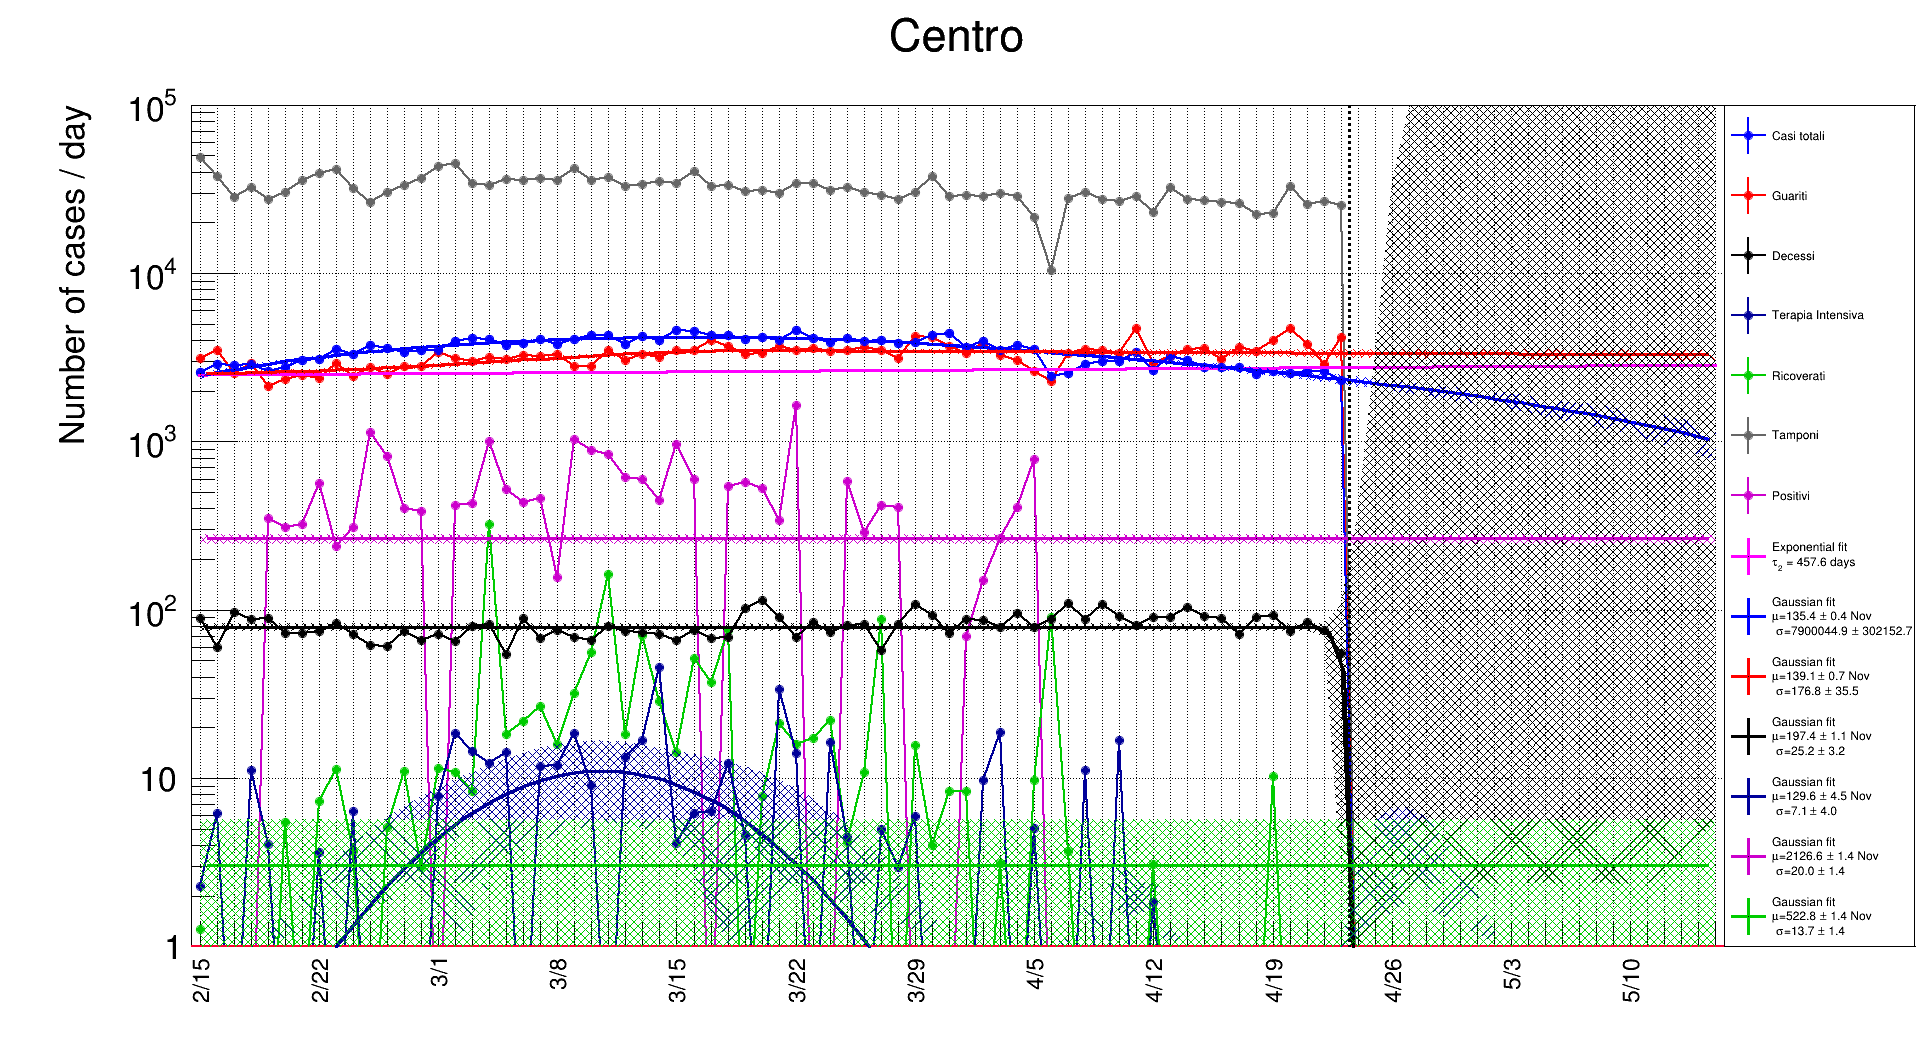 Centro
Number of cases / day
10^5
10^4
10^3
10^2
10
1
2/15
2/22
3/1
3/8
3/15
3/22
3/29
4/5
4/12
4/19
4/26
5/3
5/10
Casi totali
Guariti
Decessi
Terapia Intensiva
Ricoverati
Tamponi
Positivi
Exponential fit
τ_2 = 457.6 days
Gaussian fit
μ=135.4 ± 0.4 Nov
σ=7900044.9 ± 302152.7
Gaussian fit
μ=139.1 ± 0.7 Nov
σ=176.8 ± 35.5
Gaussian fit
μ=197.4 ± 1.1 Nov
σ=25.2 ± 3.2
Gaussian fit
μ=129.6 ± 4.5 Nov
σ=7.1 ± 4.0
Gaussian fit
μ=2126.6 ± 1.4 Nov
σ=20.0 ± 1.4
Gaussian fit
μ=522.8 ± 1.4 Nov
σ=13.7 ± 1.4